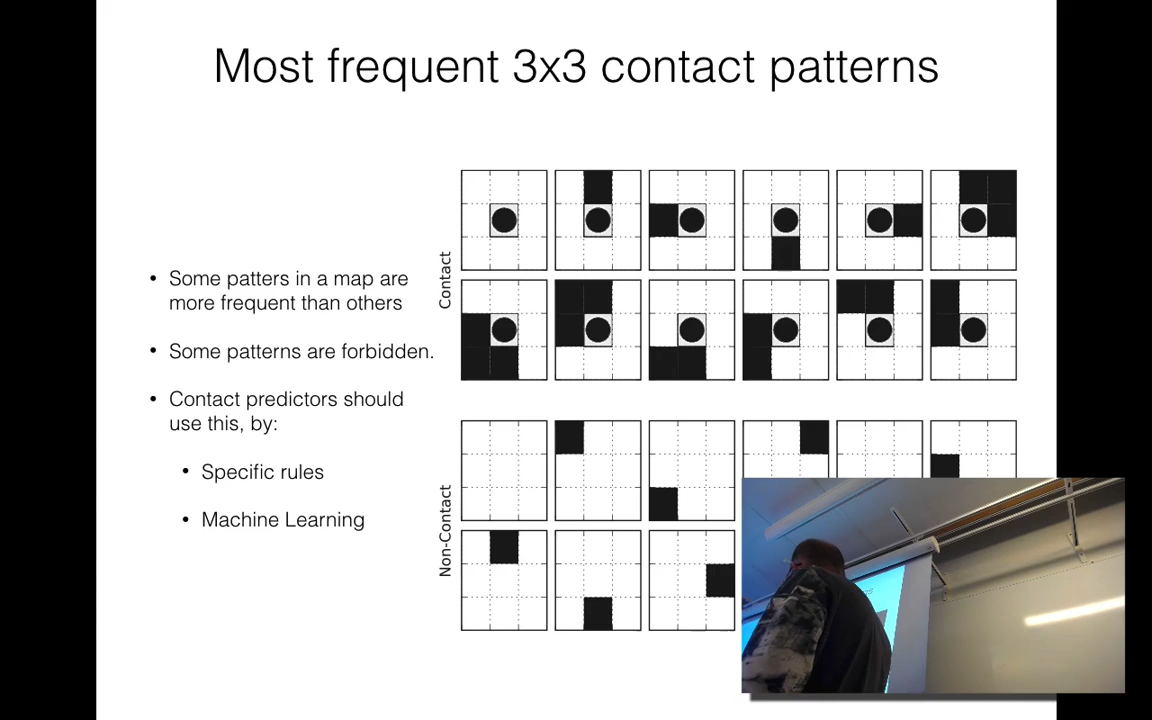 Most frequent 3x3 contact patterns
• Some patters in a map are
more frequent than others
• Some patterns are forbidden.
• Contact predictors should
use this, by:
• Specific rules
• Machine Learning
Contact
Non-Contact